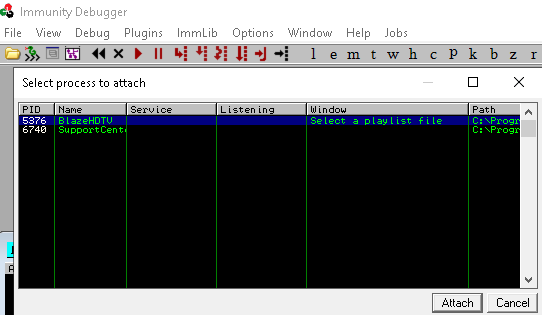 Immunity Debugger
File View Debug Plugins ImmLib Options Window Help Jobs
l e m t w h c p k b z r
Select process to attach
PID Name Service Listening Window Path
5376 BlazeHDTV Select a playlist file C:\Progr
6740 SupportCent C:\Progr
Attach Cancel